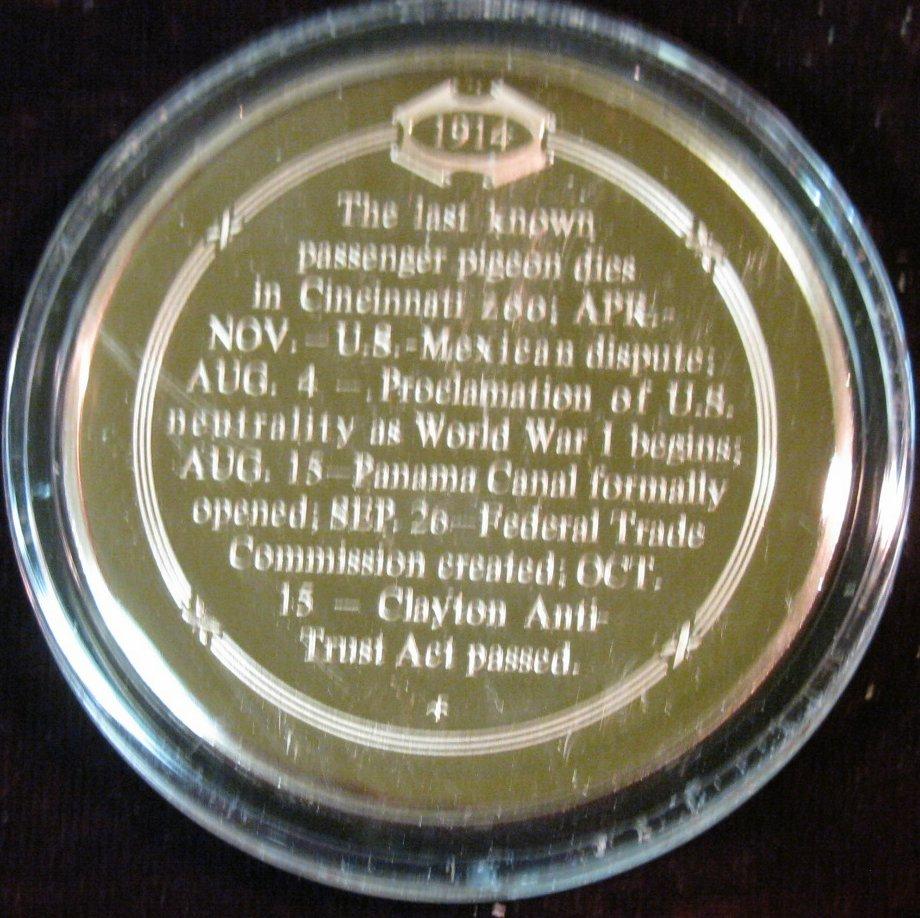 1914
The last known
passenger pigeon dies
in Cincinnati zoo; APR.-
NOV. - U.S.-Mexican dispute;
AUG. 4 - Proclamation of U.S.
neutrality as World War I begins;
AUG. 15-Panama Canal formally
opened; SEP. 26-Federal Trade
Commission created; OCT.
15 - Clayton Anti-
Trust Act passed.